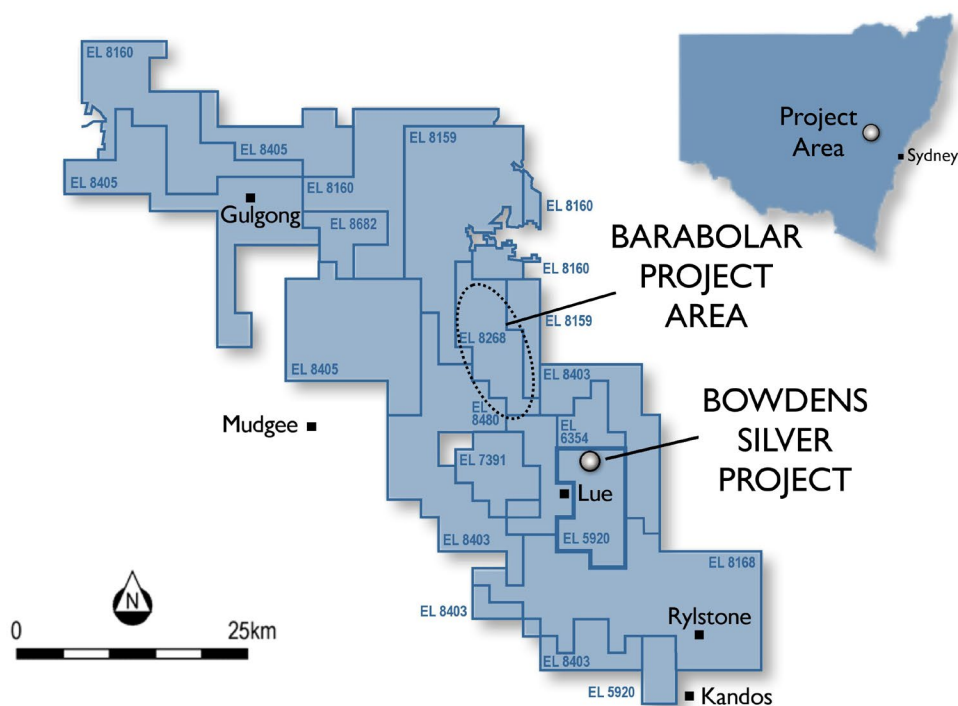 EL 8160
EL 8159
EL 8405
EL 8405
EL 8160
Gulgong
EL 8682
Project
Area
Sydney
EL 8160
BARABOLAR
PROJECT
AREA
EL 8160
EL 8159
EL 8268
EL 8405
EL 8403
EL
8480
Mudgee
EL
6354
BOWDENS
SILVER
PROJECT
EL 7391
Lue
EL 8403
EL 5920
EL 8168
EL 8403
Rylstone
N
0
25km
EL 8403
EL 5920
Kandos